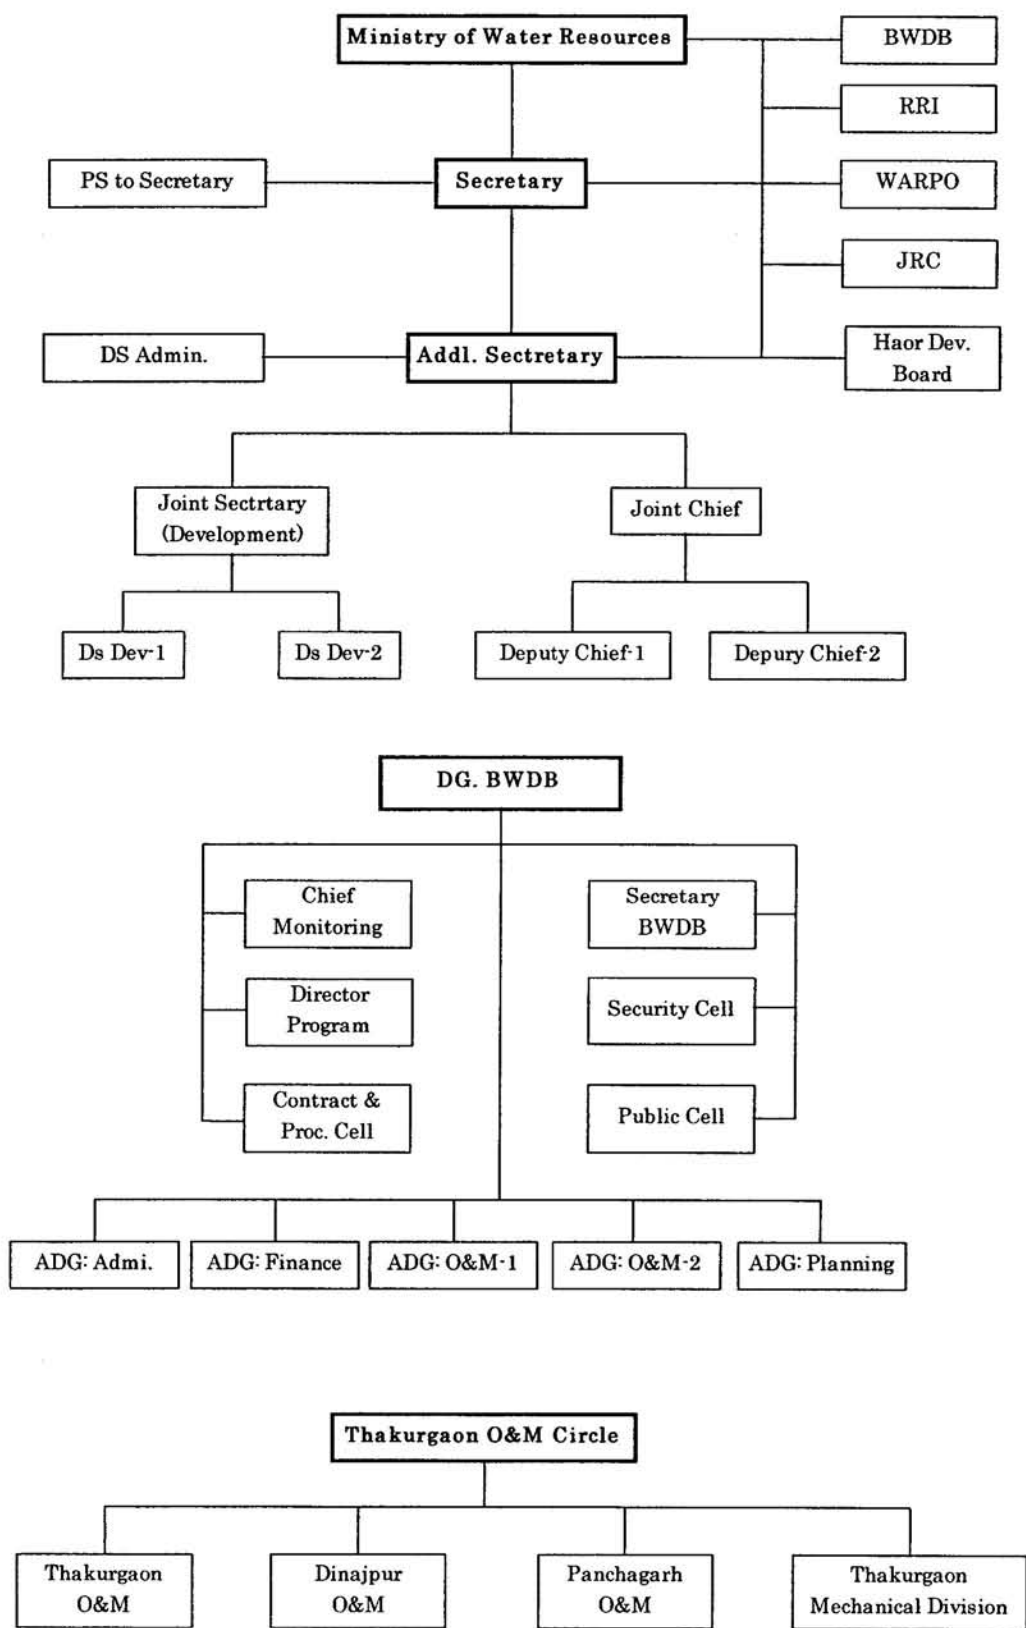 Ministry of Water Resources
BWDB
RRI
PS to Secretary
Secretary
WARPO
JRC
DS Admin.
Addl. Sectretary
Haor Dev.
Board
Joint Sectrtary
(Development)
Joint Chief
Ds Dev-1
Ds Dev-2
Deputy Chief-1
Depury Chief-2
DG. BWDB
Chief
Monitoring
Secretary
BWDB
Director
Program
Security Cell
Contract &
Proc. Cell
Public Cell
ADG: Admi.
ADG: Finance
ADG: O&M-1
ADG: O&M-2
ADG: Planning
Thakurgaon O&M Circle
Thakurgaon
O&M
Dinajpur
O&M
Panchagarh
O&M
Thakurgaon
Mechanical Division